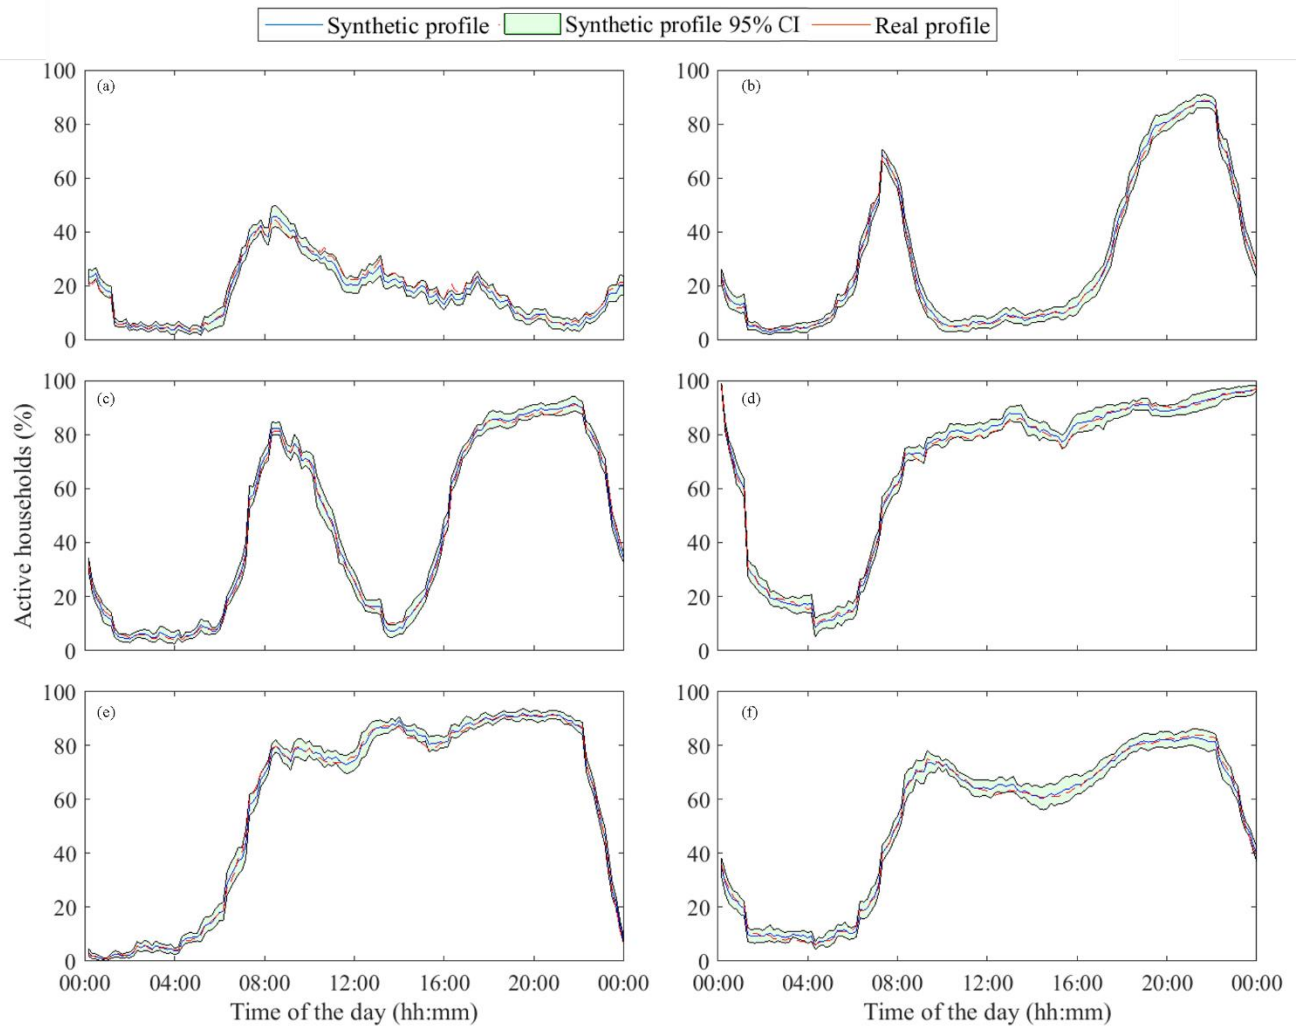 Synthetic profile Synthetic profile 95% CI Real profile
100 (a) 100 (b)
80 80
60 60
40 40
20 20
0 0
100 (c) 100 (d)
80 80
60 60
40 40
20 20
0 0
Active households (%)
100 (e) 100 (f)
80 80
60 60
40 40
20 20
0 0
00:00 04:00 08:00 12:00 16:00 20:00 00:00 00:00 04:00 08:00 12:00 16:00 20:00 00:00
Time of the day (hh:mm) Time of the day (hh:mm)